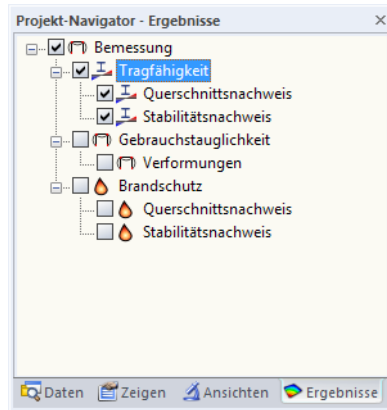 Projekt-Navigator - Ergebnisse
Bemessung
Tragfähigkeit
Querschnittsnachweis
Stabilitätsnachweis
Gebrauchstauglichkeit
Verformungen
Brandschutz
Querschnittsnachweis
Stabilitätsnachweis
Daten Zeigen Ansichten Ergebnisse